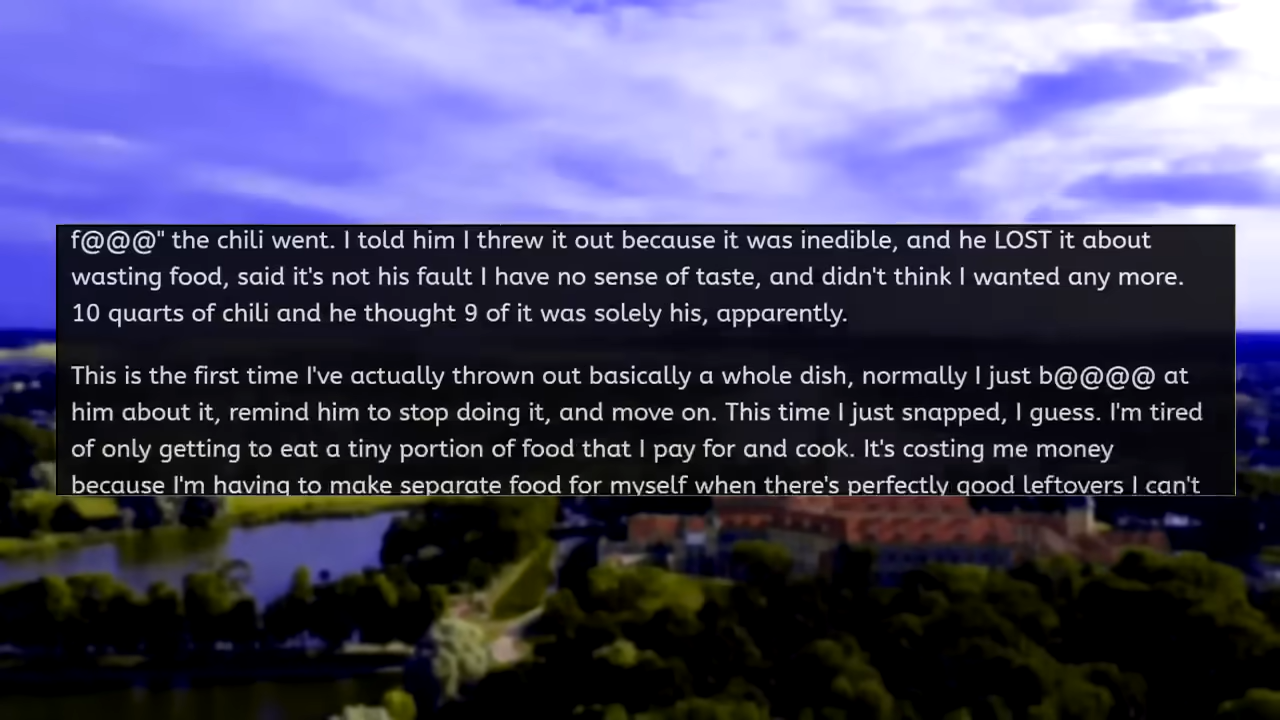 f@@@" the chili went. I told him I threw it out because it was inedible, and he LOST it about
wasting food, said it's not his fault I have no sense of taste, and didn't think I wanted any more.
10 quarts of chili and he thought 9 of it was solely his, apparently.
This is the first time I've actually thrown out basically a whole dish, normally I just b@@@@ at
him about it, remind him to stop doing it, and move on. This time I just snapped, I guess. I'm tired
of only getting to eat a tiny portion of food that I pay for and cook. It's costing me money
because I'm having to make separate food for myself when there's perfectly good leftovers I can't